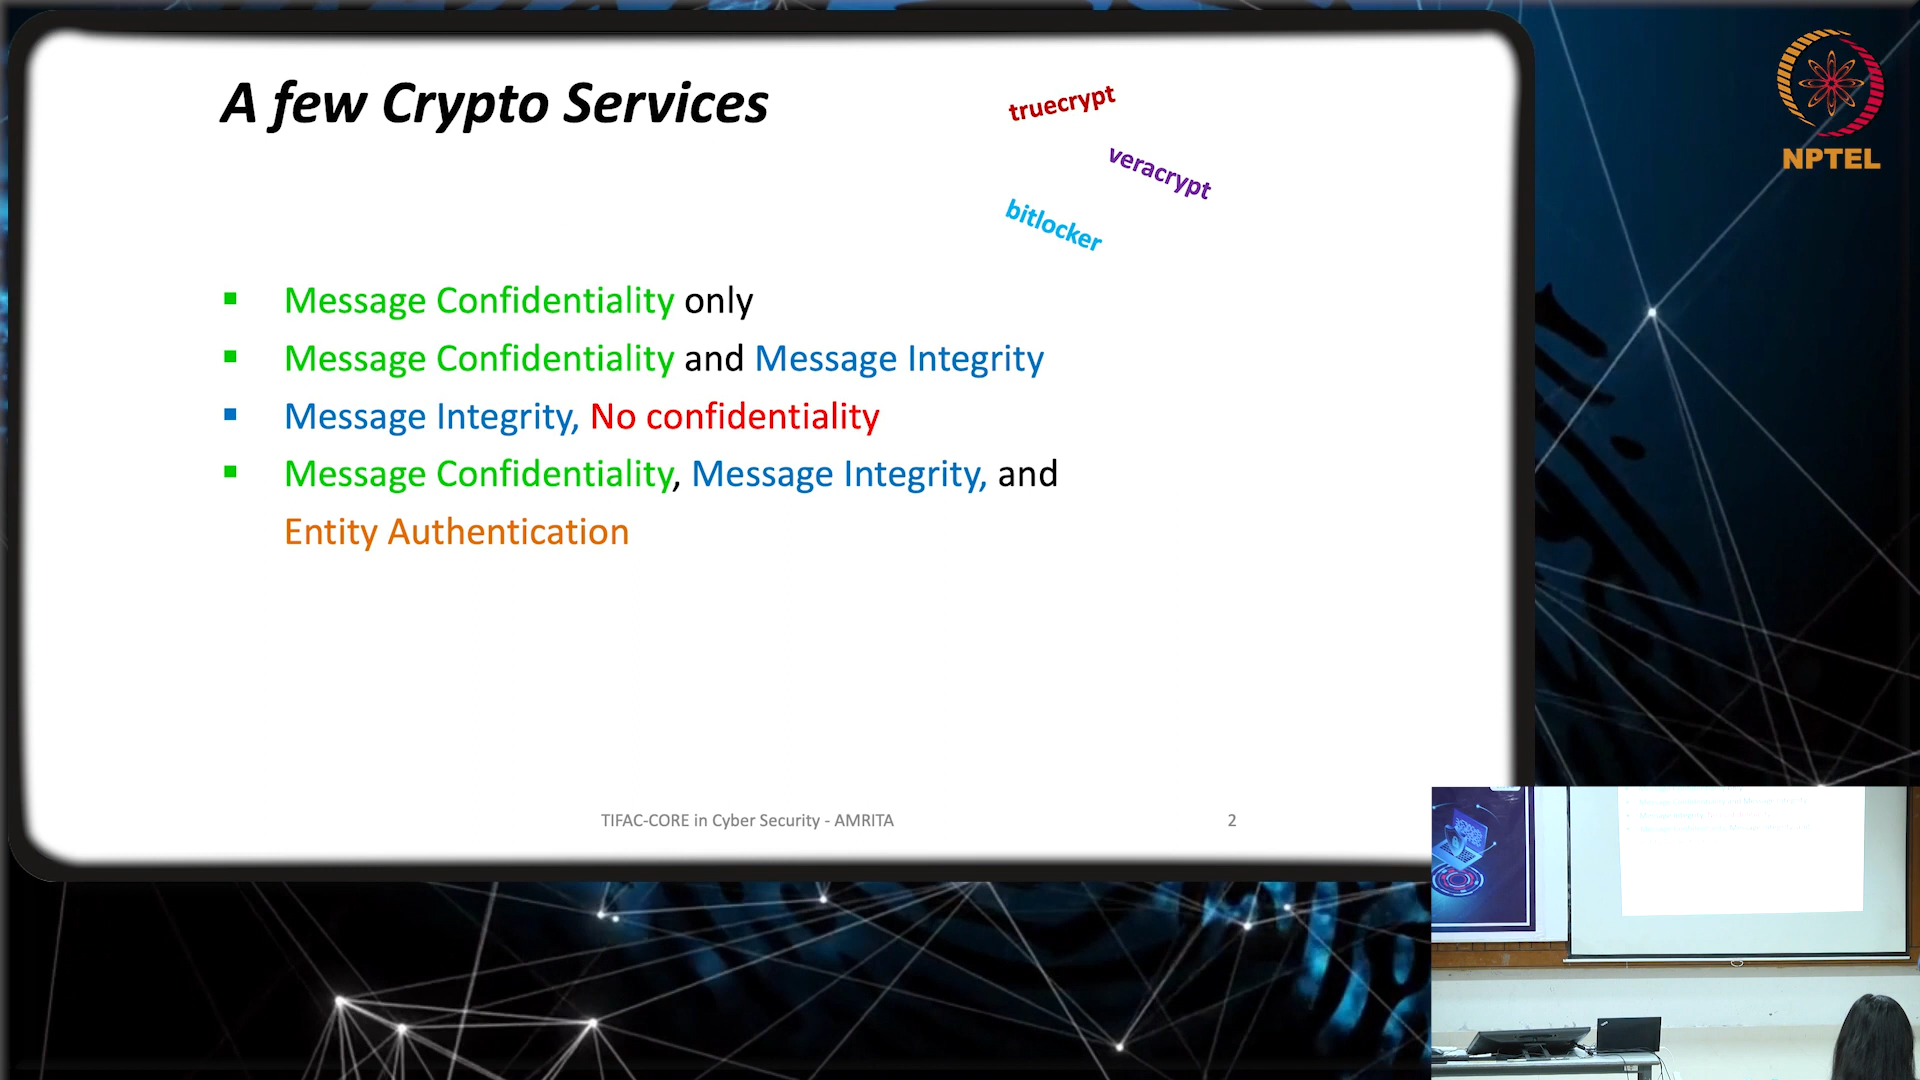 A few Crypto Services
truecrypt
veracrypt
bitlocker
NPTEL
Message Confidentiality only
Message Confidentiality and Message Integrity
Message Integrity, No confidentiality
Message Confidentiality, Message Integrity, and
Entity Authentication
TIFAC-CORE in Cyber Security - AMRITA
2